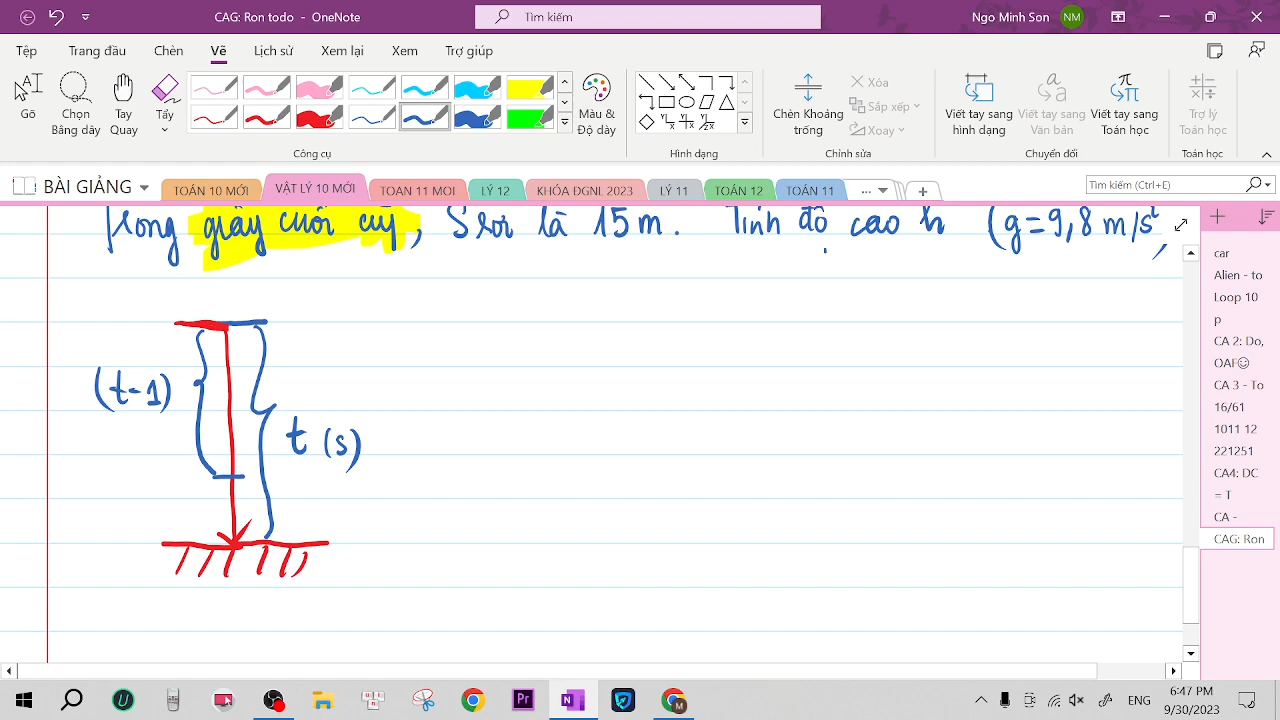 CAG: Ron todo - OneNote
Tìm kiếm
Ngo Minh Son
NM
Tệp
Trang đầu
Chèn
Vẽ
Lịch sử
Xem lại
Xem
Trợ giúp
Gõ
Chọn Bằng dây
Tay Quay
Tẩy
Màu & Độ dày
Chèn Khoảng trống
Xóa
Sắp xếp
Xoay
Viết tay sang hình dạng
Viết tay sang Văn bản
Viết tay sang Toán học
Trợ lý Toán học
Công cụ
Hình dạng
Chỉnh sửa
Chuyển đổi
Toán học
BÀI GIẢNG
TOÁN 10 MỚI
VẬT LÝ 10 MỚI
TOAN 11 MOI
LÝ 12
KHÓA ĐGNL 2023
LÝ 11
TOÁN 12
TOÁN 11
Tìm kiếm (Ctrl+E)
giây cuối, Srơi là 15 m. Tính độ cao h (g = 9,8 m/s²
(t-1)
t (s)
car
Alien - to
Loop 10
p
CA 2: Do,
OAF☺
CA 3 - To
16/61
1011 12
221251
CA4: DC
= T
CA -
CAG: Ron
Pr
ENG
6:47 PM
9/30/2023